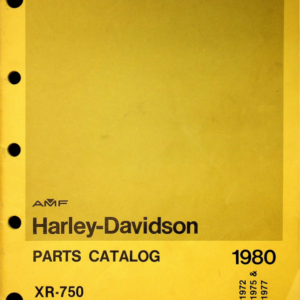 AMF
Harley-Davidson
PARTS CATALOG 1980
XR-750
1972
1975 &
1977